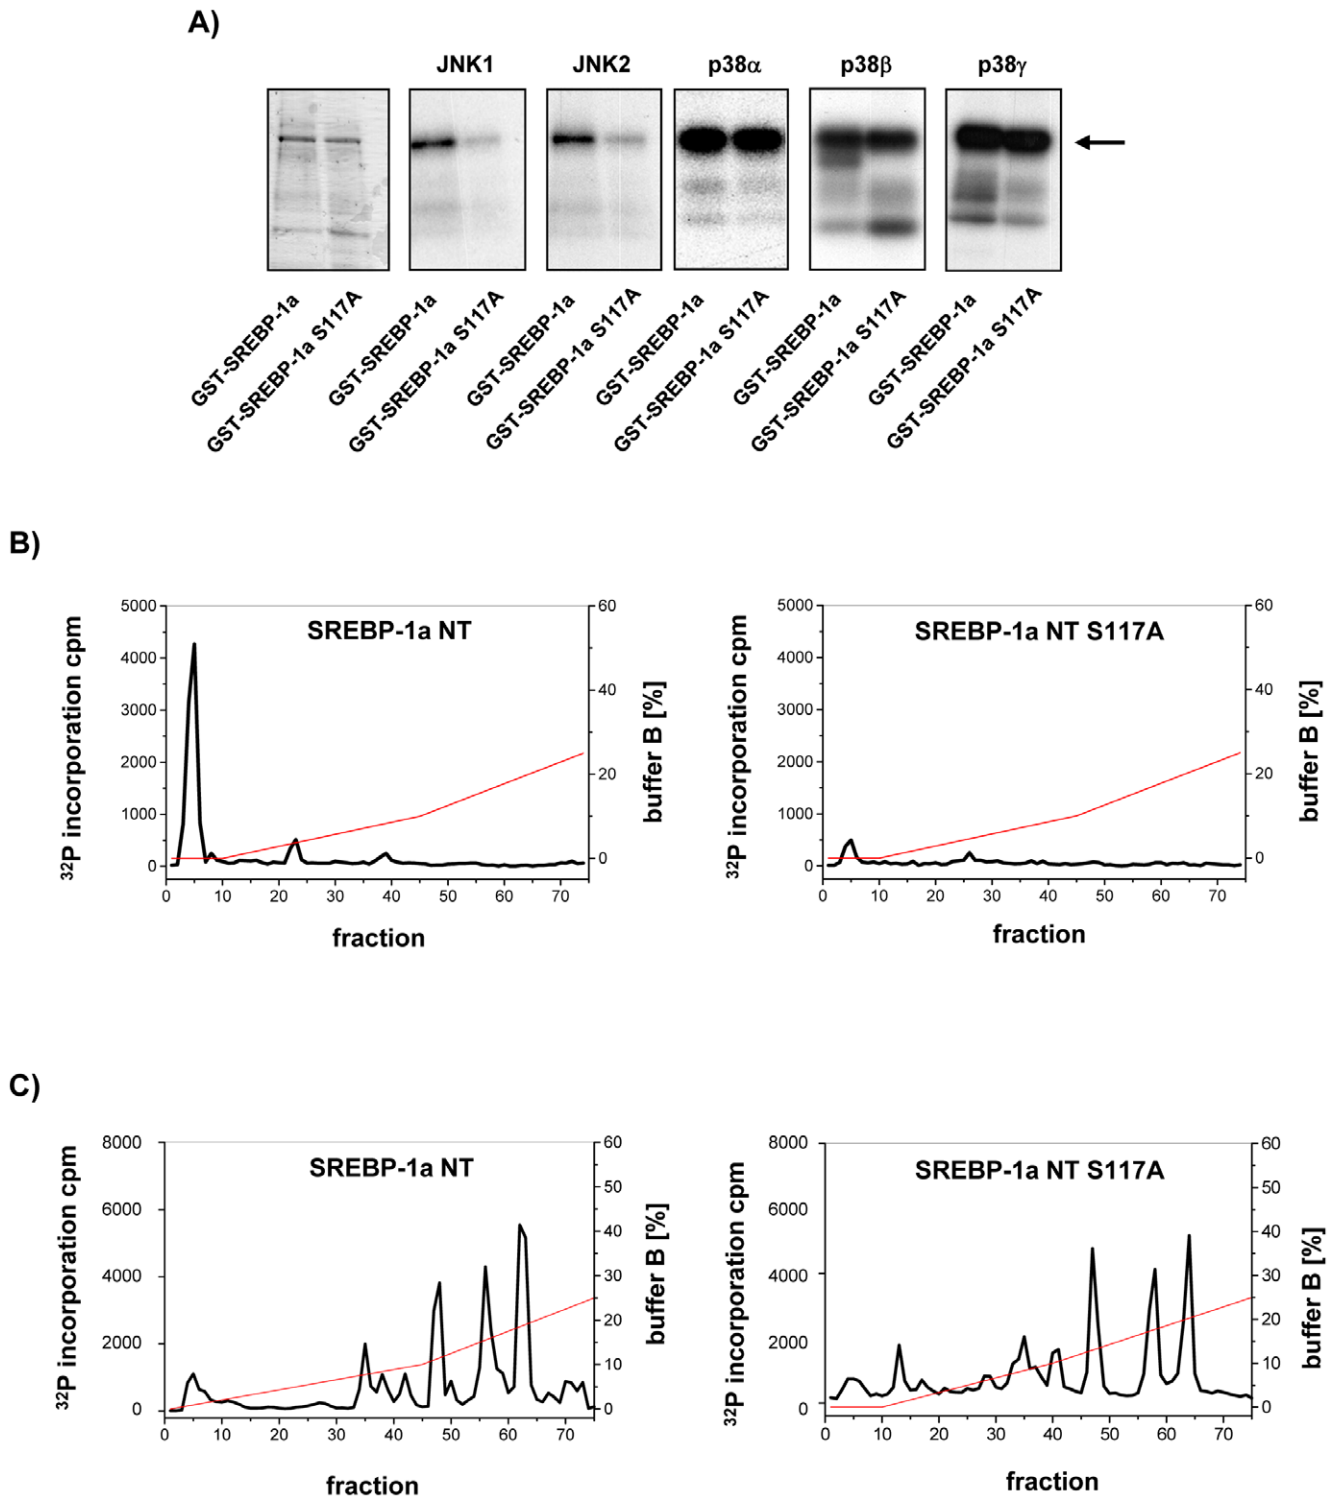 A)
JNK1 JNK2 p38α p38β p38γ
GST-SREBP-1a
GST-SREBP-1a S117A
GST-SREBP-1a
GST-SREBP-1a S117A
GST-SREBP-1a
GST-SREBP-1a S117A
GST-SREBP-1a
GST-SREBP-1a S117A
GST-SREBP-1a
GST-SREBP-1a S117A
GST-SREBP-1a
GST-SREBP-1a S117A
B)
SREBP-1a NT
32P incorporation cpm
5000
4000
3000
2000
1000
0
60
40
20
0
buffer B [%]
0 10 20 30 40 50 60 70
fraction
SREBP-1a NT S117A
32P incorporation cpm
5000
4000
3000
2000
1000
0
60
40
20
0
buffer B [%]
0 10 20 30 40 50 60 70
fraction
C)
SREBP-1a NT
32P incorporation cpm
8000
6000
4000
2000
0
60
50
40
30
20
10
0
buffer B [%]
0 10 20 30 40 50 60 70
fraction
SREBP-1a NT S117A
32P incorporation cpm
8000
6000
4000
2000
0
60
50
40
30
20
10
0
buffer B [%]
0 10 20 30 40 50 60 70
fraction